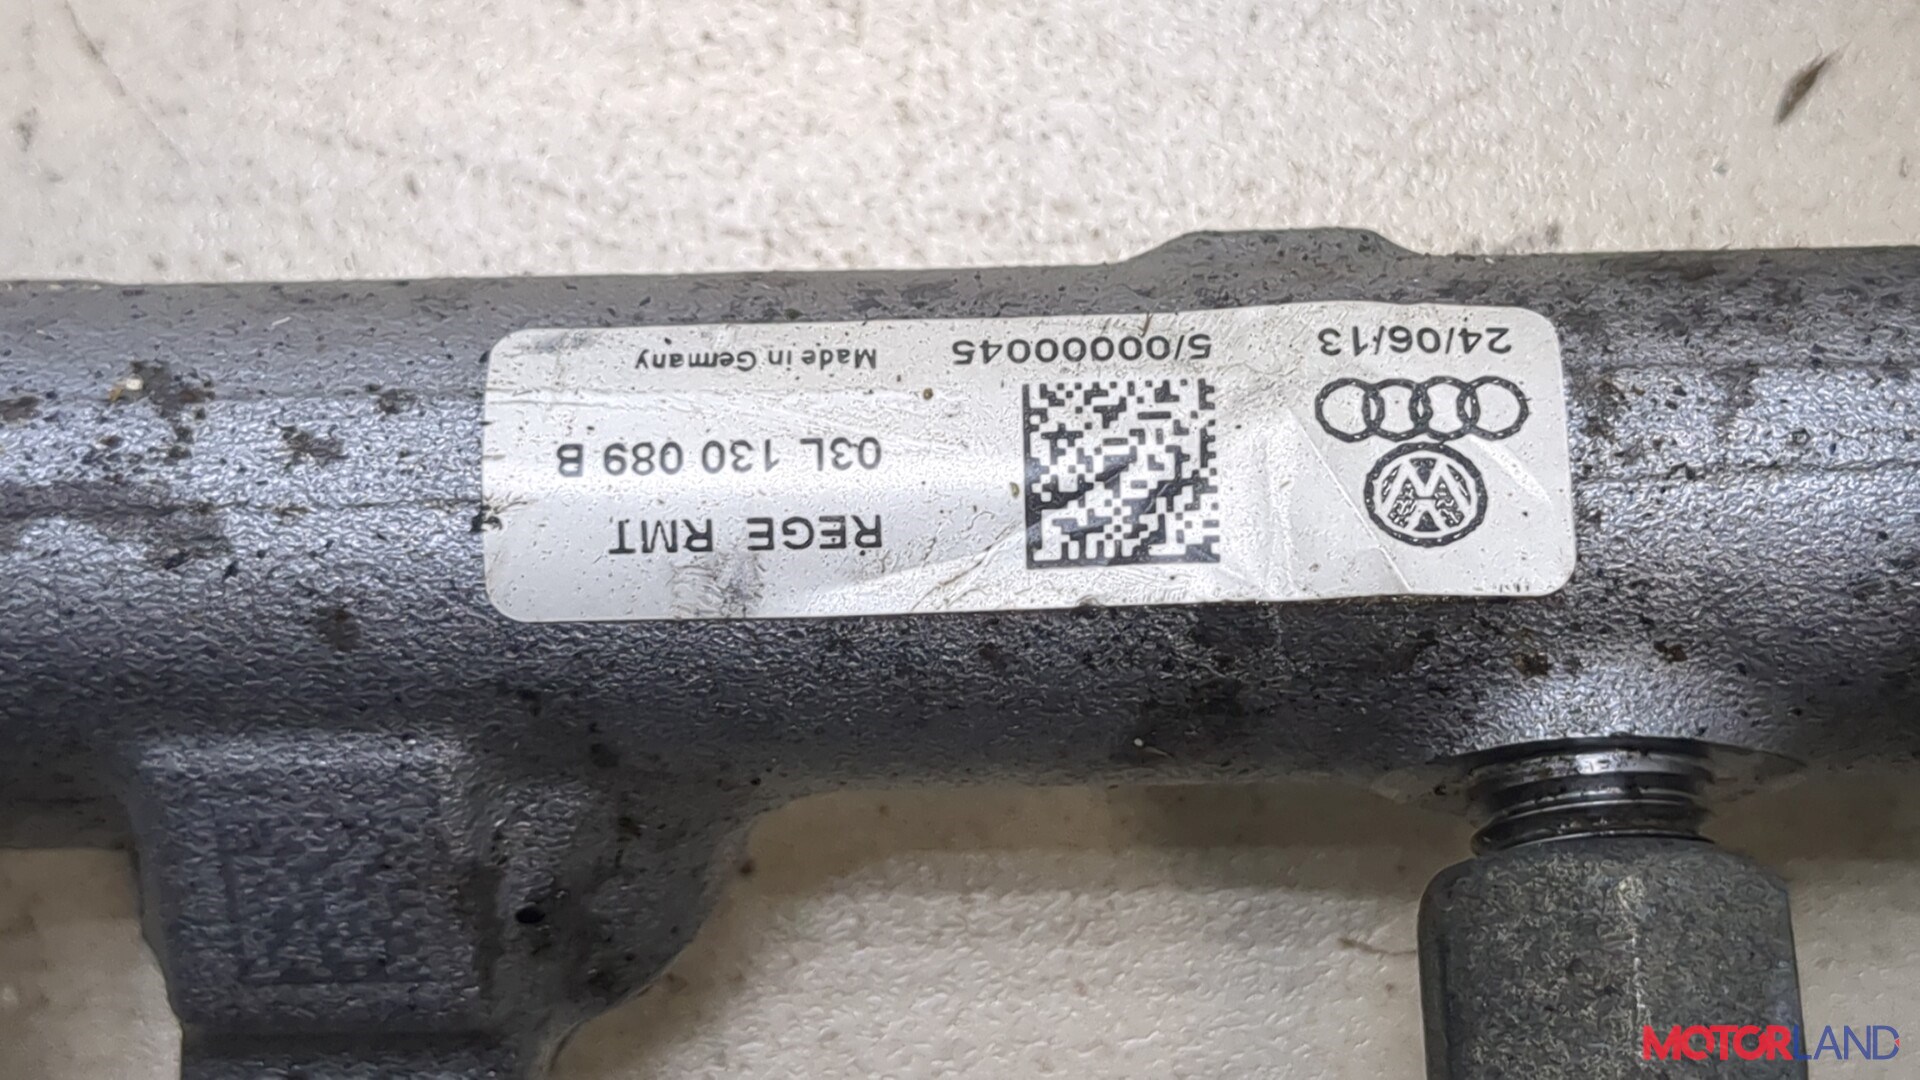 REGE RMT
03L 130 089 B
Made in Germany
5/00000045
24/06/13
MOTORLAND